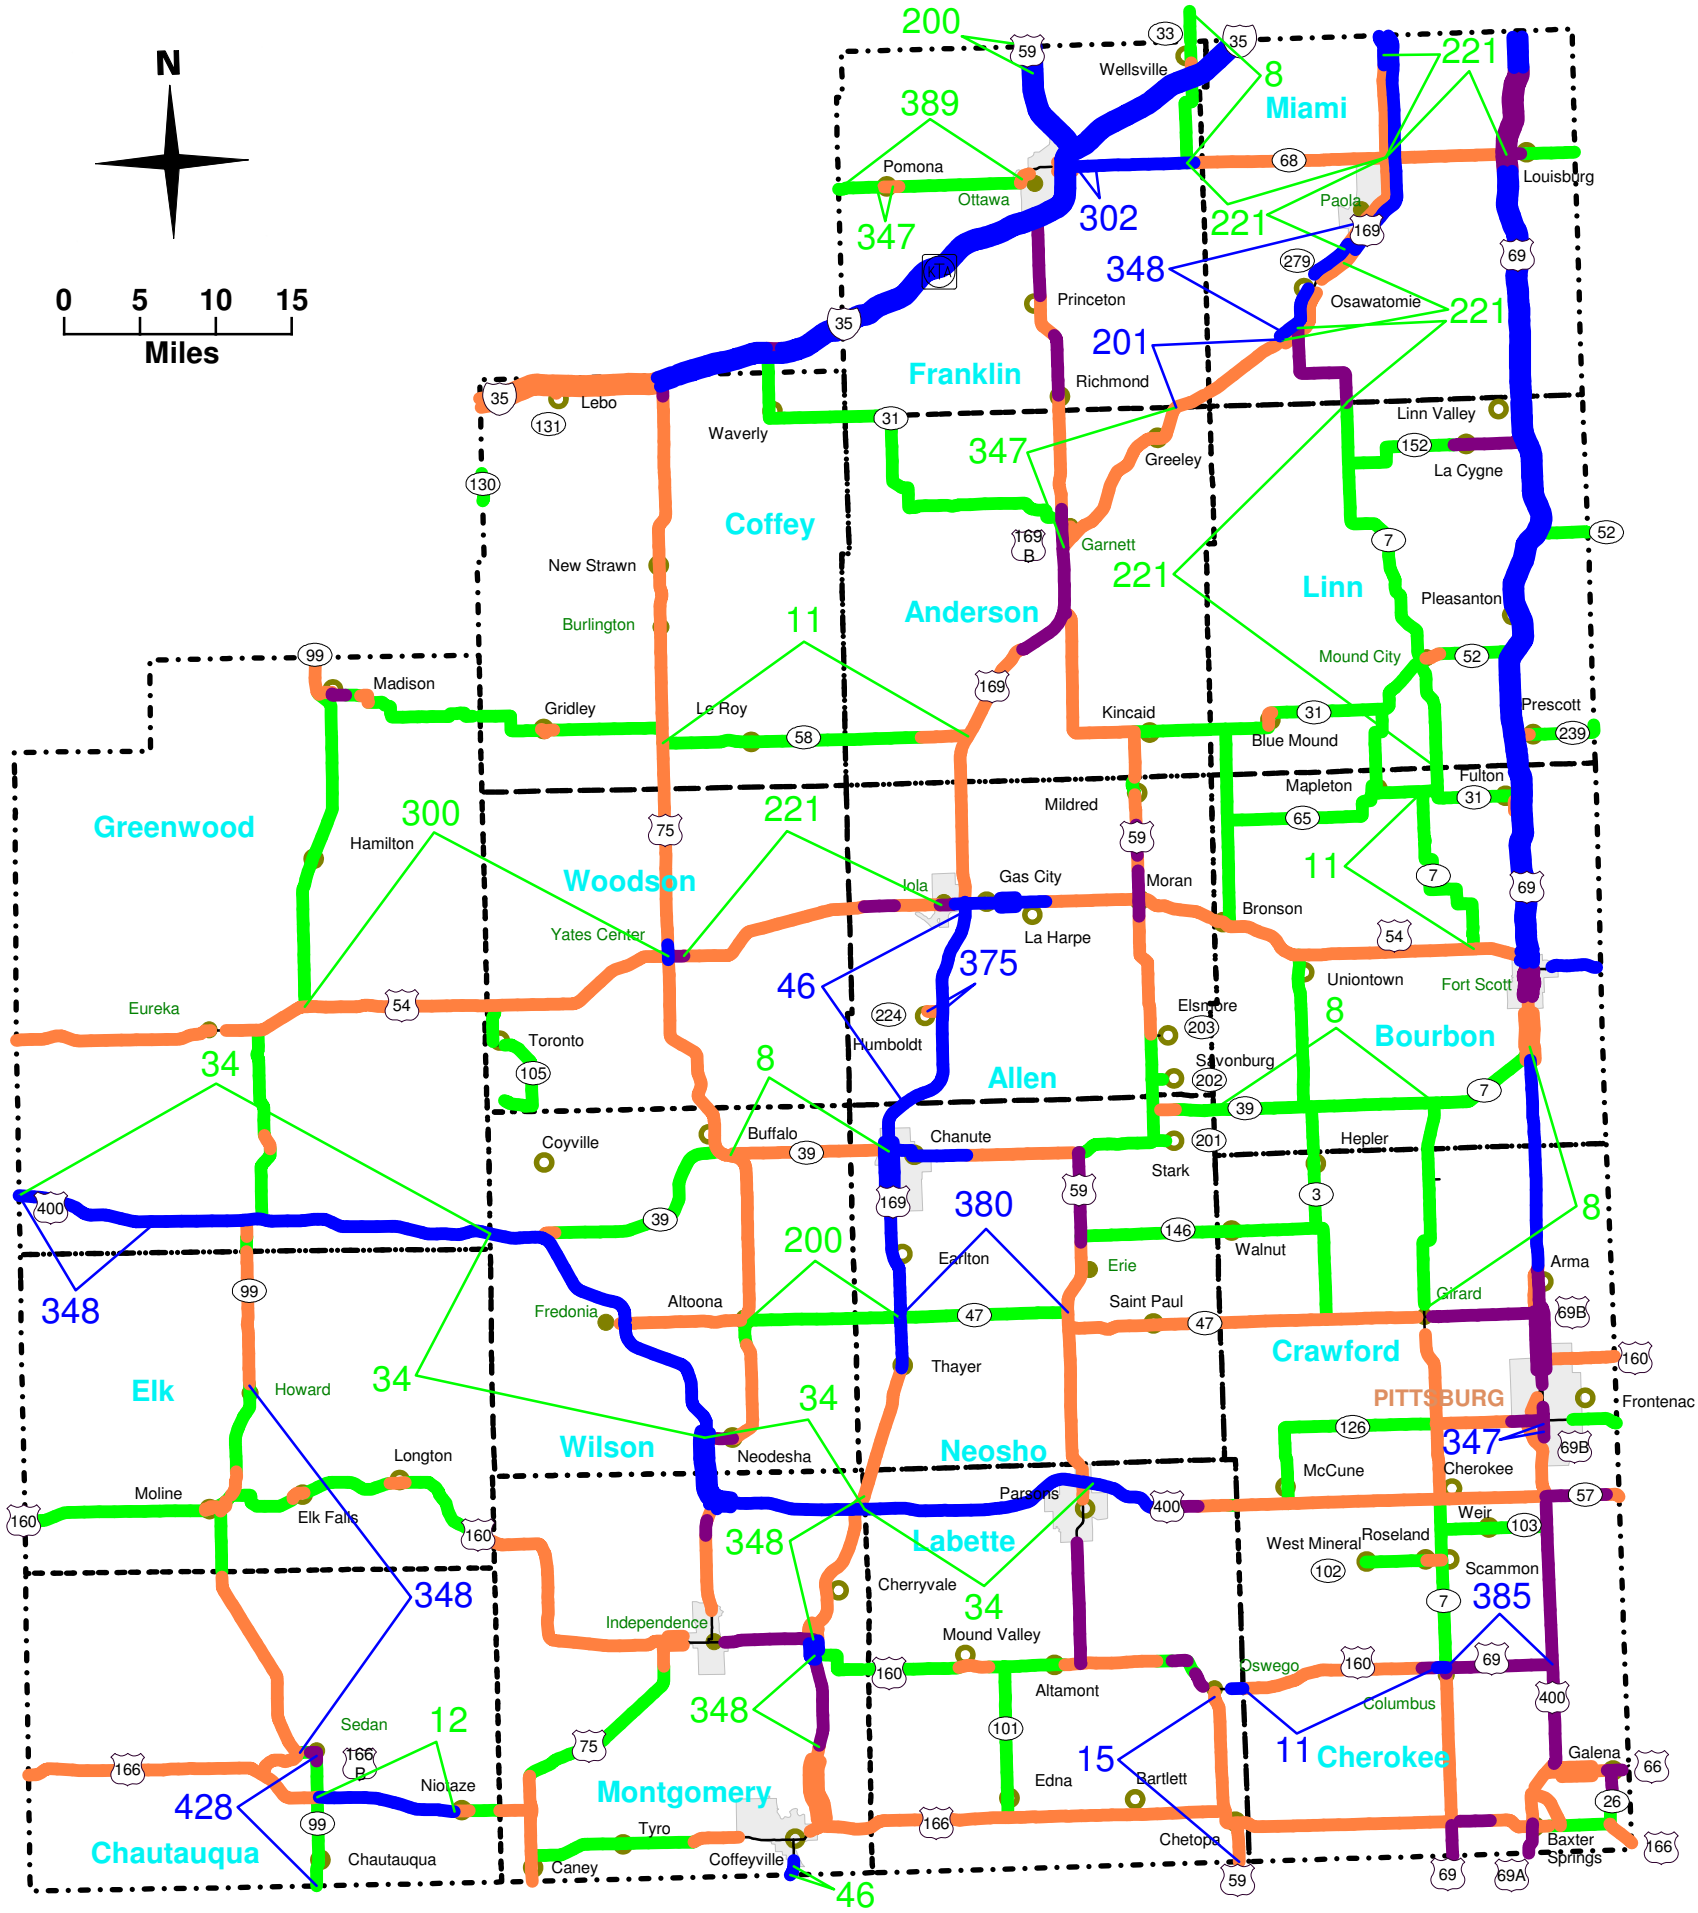 200
59
33
35
Wellsville
8
221
Miami
N
389
Pomona
Ottawa
347
302
68
221
Louisburg
Paola
169
69
348
279
KTA
Osawatomie
Princeton
221
0 5 10 15
Miles
35
201
Franklin
Richmond
35
Lebo
131
Waverly
31
Linn Valley
152
La Cygne
347
Greeley
130
Coffey
169
B
Garnett
7
52
New Strawn
221
Linn
Pleasanton
Burlington
11
Anderson
Mound City
52
99
Madison
169
Gridley
Le Roy
58
Kincaid
31
Blue Mound
Prescott
239
Mapleton
Fulton
31
Mildred
65
Greenwood
300
221
75
59
Hamilton
11
7
Woodson
Iola
Gas City
Moran
69
Yates Center
La Harpe
Bronson
54
46
375
Uniontown
Fort Scott
Eureka
54
224
Humboldt
Elsmore
203
8
Bourbon
Toronto
34
105
8
Savonburg
202
Allen
7
39
Coyville
Buffalo
39
Chanute
201
Stark
Hepler
400
39
169
59
380
3
8
200
146
Walnut
Earlton
Erie
Arma
99
348
Fredonia
Altoona
47
Saint Paul
47
Girard
69B
Crawford
160
34
Thayer
Elk
Howard
34
PITTSBURG
Frontenac
126
347
69B
Wilson
Neodesha
Neosho
Longton
McCune
Cherokee
Moline
Elk Falls
160
160
Parsons
400
57
348
Labette
Weir
103
Roseland
West Mineral
102
Scammon
348
Cherryvale
34
7
385
Independence
Mound Valley
160
Oswego
160
69
348
Altamont
Columbus
400
Sedan
12
75
101
166
166
B
15
11
Cherokee
Galena
66
Niotaze
Montgomery
Edna
Bartlett
428
26
99
166
Tyro
Chetopa
Baxter
Springs
166
Chautauqua
Chautauqua
Caney
Coffeyville
46
59
69
69A